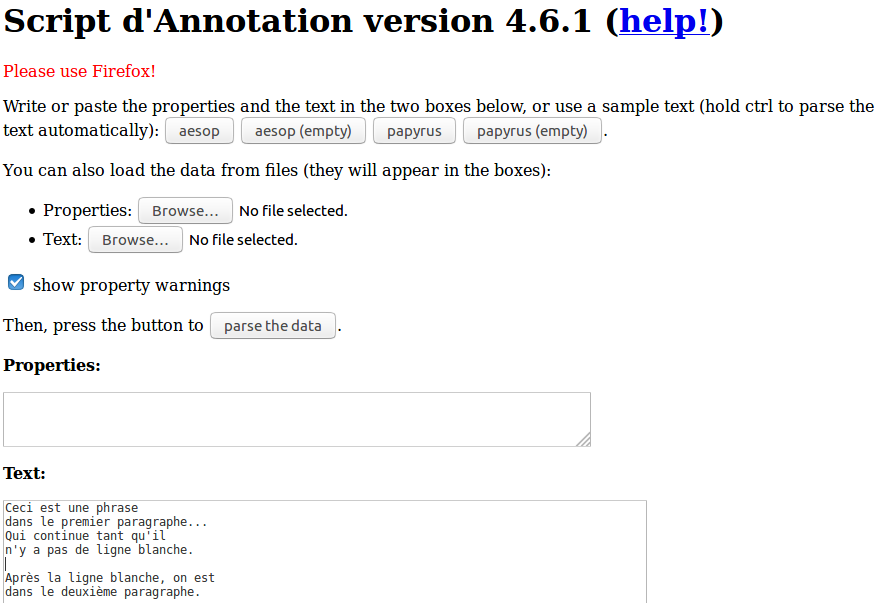 Script d'Annotation version 4.6.1 (help!)
Please use Firefox!
Write or paste the properties and the text in the two boxes below, or use a sample text (hold ctrl to parse the
text automatically): aesop aesop (empty) papyrus papyrus (empty) .
You can also load the data from files (they will appear in the boxes):
• Properties: Browse... No file selected.
• Text: Browse... No file selected.
show property warnings
Then, press the button to parse the data .
Properties:
Text:
Ceci est une phrase
dans le premier paragraphe...
Qui continue tant qu'il
n'y a pas de ligne blanche.
Après la ligne blanche, on est
dans le deuxième paragraphe.